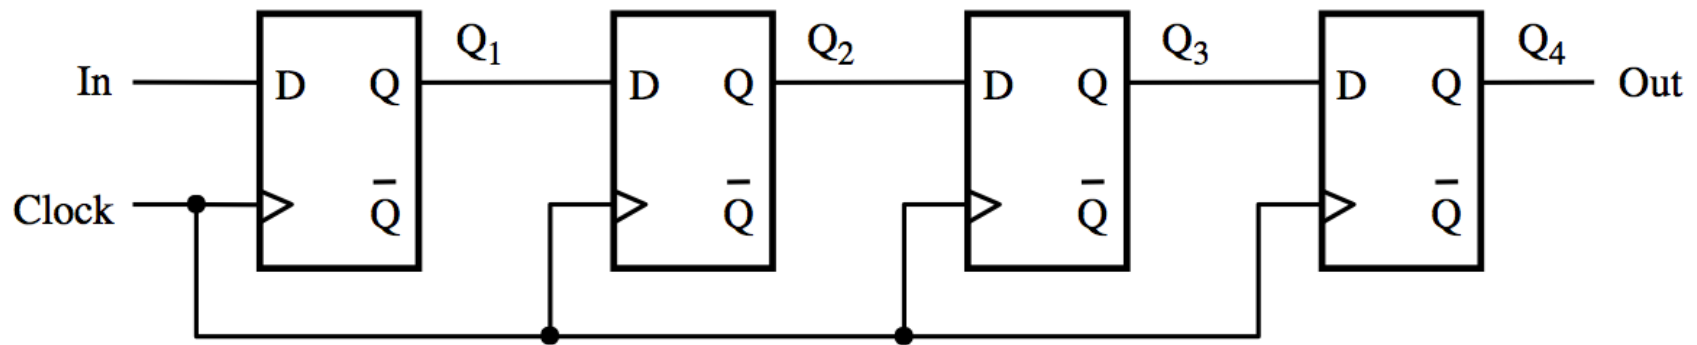 Q₁ Q₂ Q₃ Q₄
In D Q D Q D Q D Q Out
Clock Q̅ Q̅ Q̅ Q̅